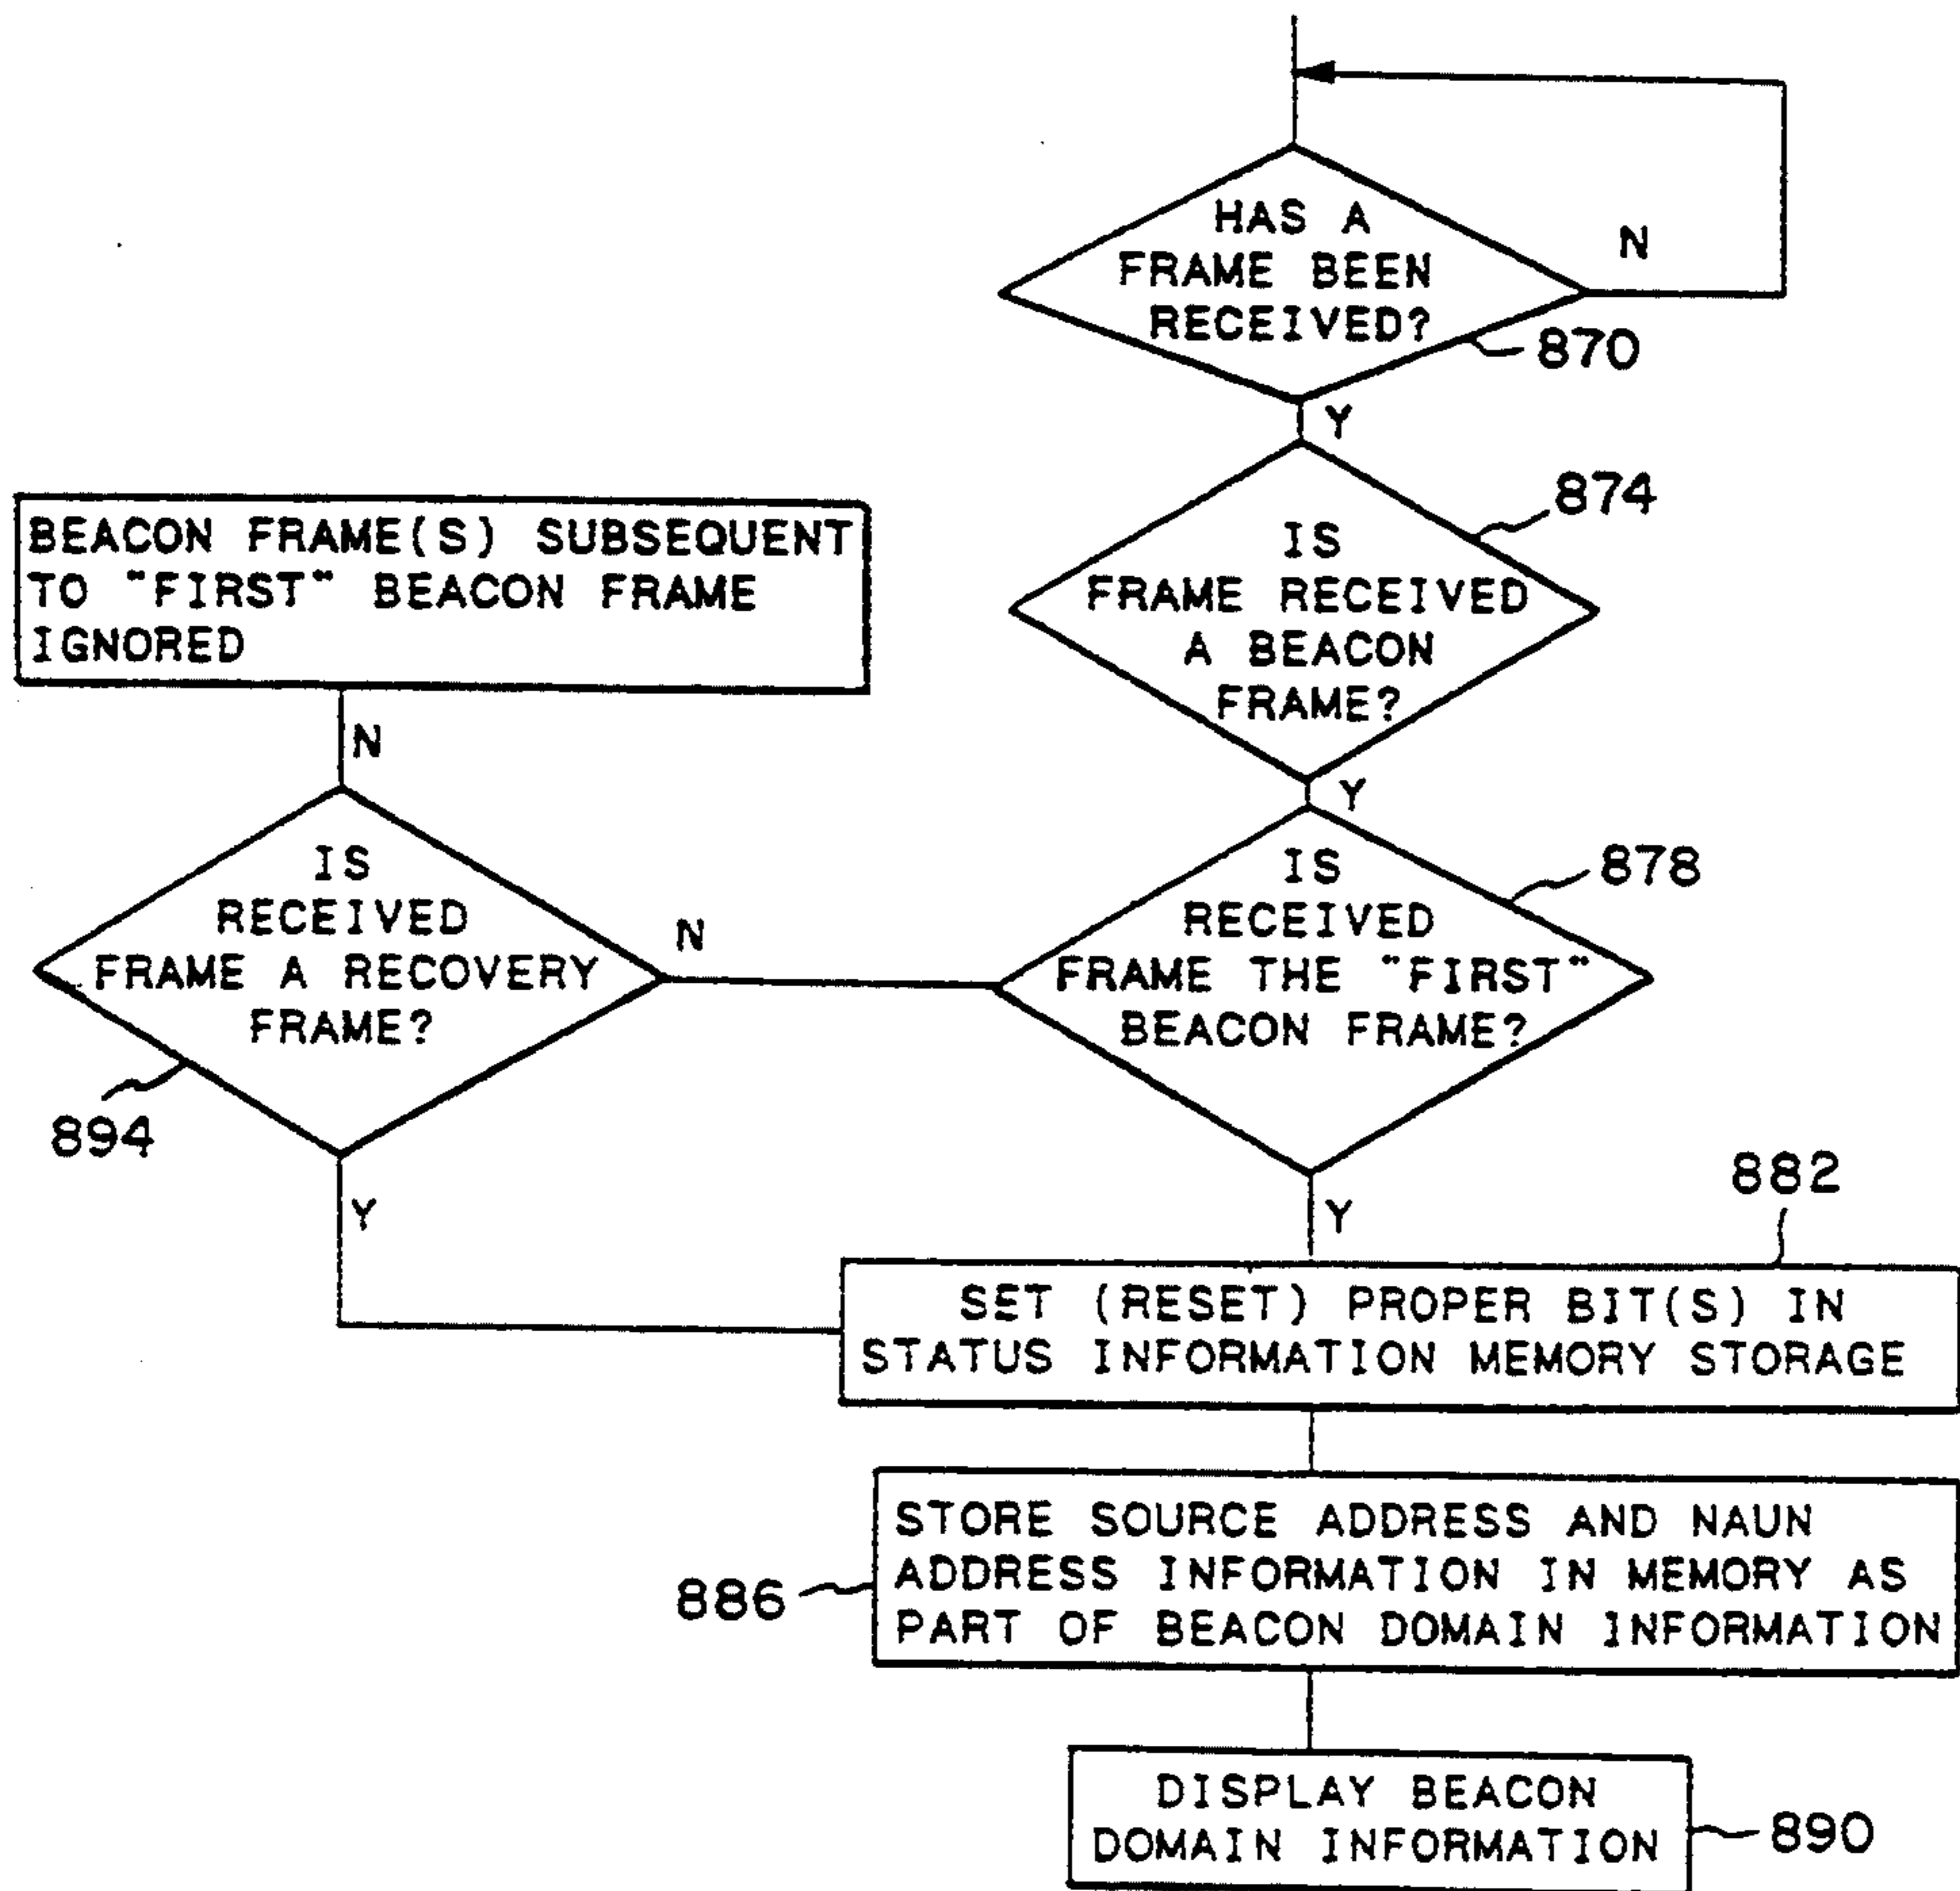 HAS A
FRAME BEEN
RECEIVED?
N
870
Y
874
IS
FRAME RECEIVED
A BEACON
FRAME?
Y
BEACON FRAME(S) SUBSEQUENT
TO "FIRST" BEACON FRAME
IGNORED
N
IS
RECEIVED
FRAME A RECOVERY
FRAME?
894
Y
N
878
IS
RECEIVED
FRAME THE "FIRST"
BEACON FRAME?
Y
882
SET (RESET) PROPER BIT(S) IN
STATUS INFORMATION MEMORY STORAGE
886
STORE SOURCE ADDRESS AND NAUN
ADDRESS INFORMATION IN MEMORY AS
PART OF BEACON DOMAIN INFORMATION
DISPLAY BEACON
DOMAIN INFORMATION
890